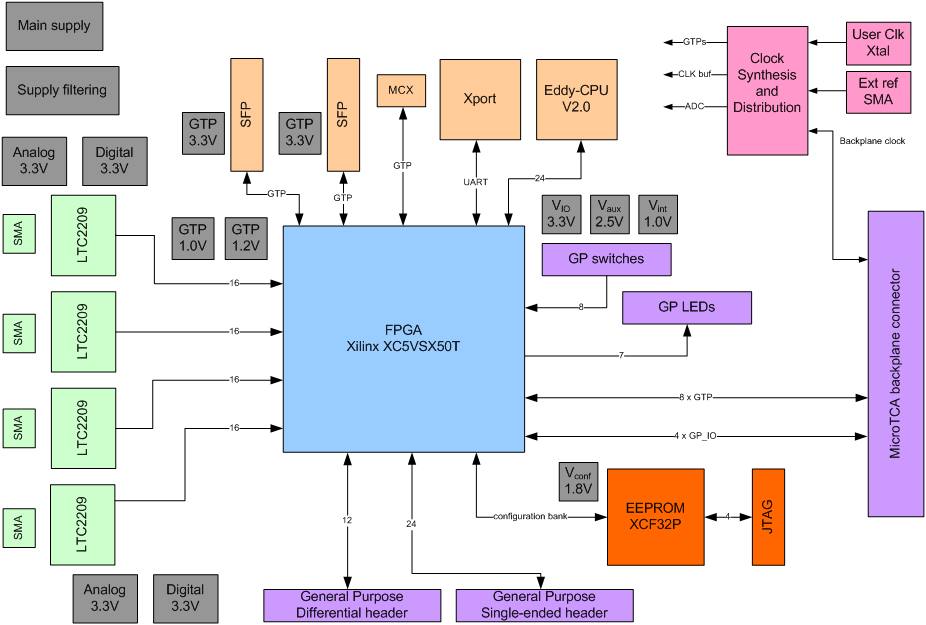 Main supply
Supply filtering
Analog
3.3V
Digital
3.3V
GTP
3.3V
SFP
GTP
3.3V
SFP
MCX
Xport
Eddy-CPU
V2.0
GTP
GTP
GTP
UART
24
GTPs
CLK buf
ADC
Clock
Synthesis
and
Distribution
User Clk
Xtal
Ext ref
SMA
Backplane clock
GTP
1.0V
GTP
1.2V
VIO
3.3V
Vaux
2.5V
Vint
1.0V
SMA
LTC2209
16
SMA
LTC2209
16
SMA
LTC2209
16
SMA
LTC2209
16
FPGA
Xilinx XC5VSX50T
GP switches
8
GP LEDs
7
8 x GTP
4 x GP_IO
MicroTCA backplane connector
Vconf
1.8V
configuration bank
EEPROM
XCF32P
4
JTAG
12
24
Analog
3.3V
Digital
3.3V
General Purpose
Differential header
General Purpose
Single-ended header